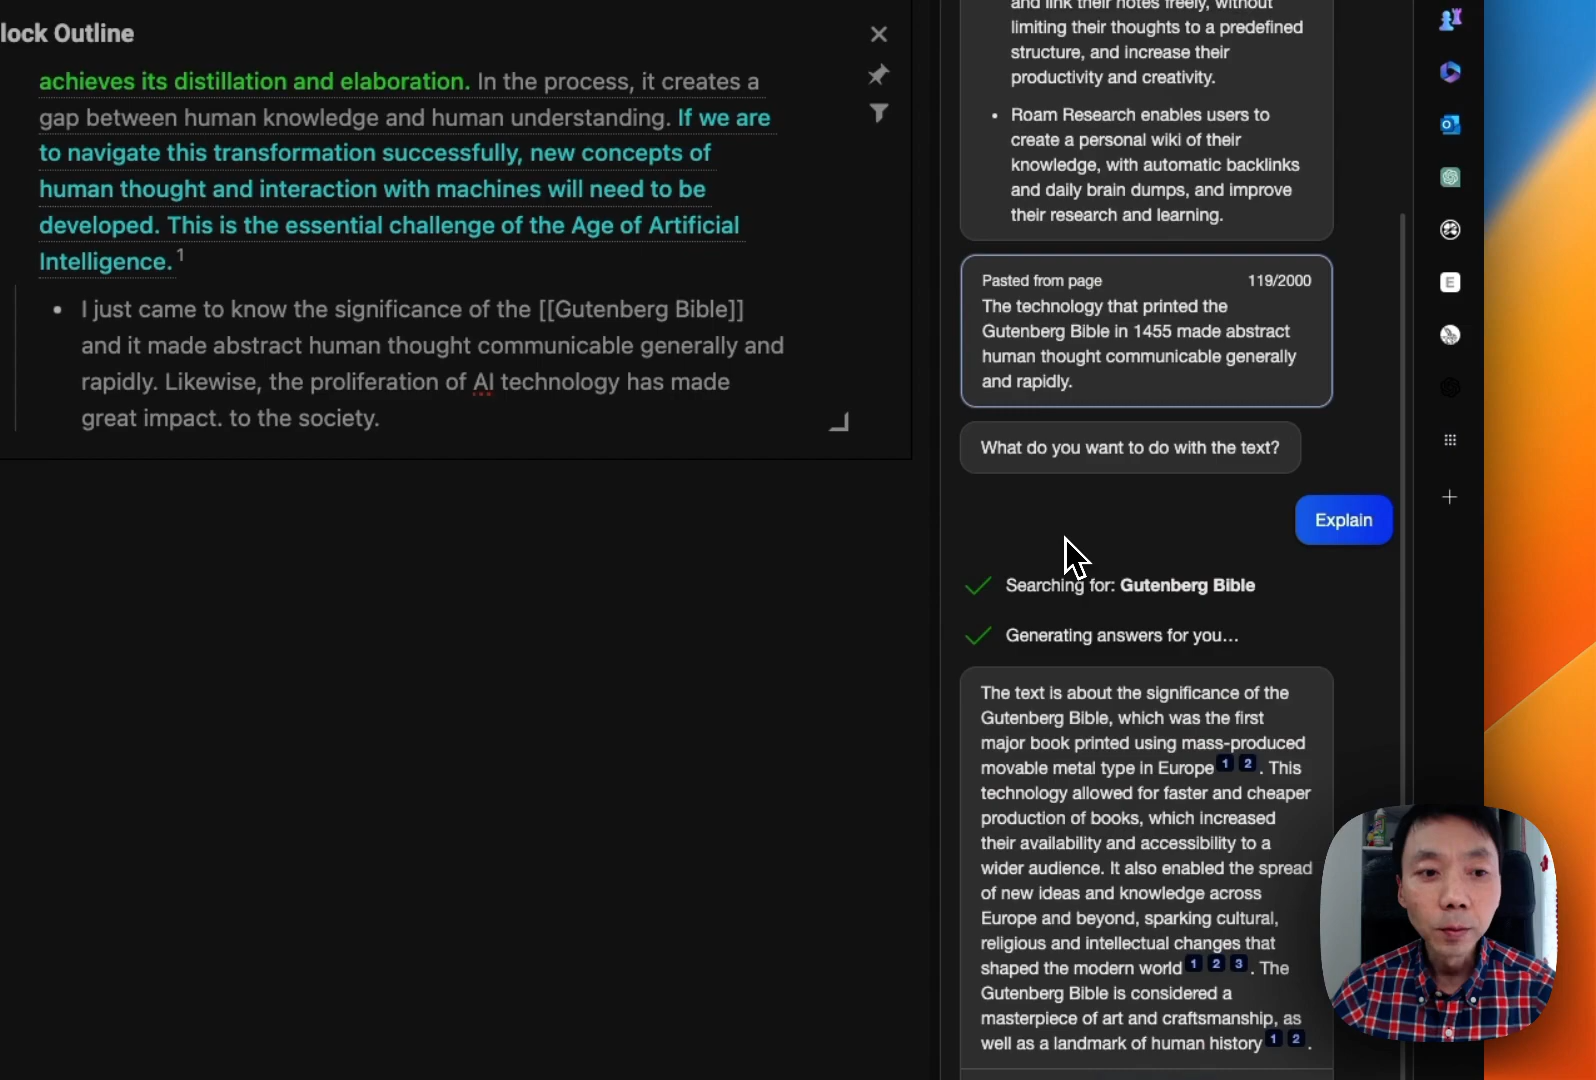 lock Outline
achieves its distillation and elaboration. In the process, it creates a
gap between human knowledge and human understanding. If we are
to navigate this transformation successfully, new concepts of
human thought and interaction with machines will need to be
developed. This is the essential challenge of the Age of Artificial
Intelligence. 1
• I just came to know the significance of the [[Gutenberg Bible]]
and it made abstract human thought communicable generally and
rapidly. Likewise, the proliferation of AI technology has made
great impact. to the society.
and link their notes freely, without
limiting their thoughts to a predefined
structure, and increase their
productivity and creativity.
• Roam Research enables users to
create a personal wiki of their
knowledge, with automatic backlinks
and daily brain dumps, and improve
their research and learning.
Pasted from page 119/2000
The technology that printed the
Gutenberg Bible in 1455 made abstract
human thought communicable generally
and rapidly.
What do you want to do with the text?
Explain
Searching for: Gutenberg Bible
Generating answers for you...
The text is about the significance of the
Gutenberg Bible, which was the first
major book printed using mass-produced
movable metal type in Europe 1 2 . This
technology allowed for faster and cheaper
production of books, which increased
their availability and accessibility to a
wider audience. It also enabled the spread
of new ideas and knowledge across
Europe and beyond, sparking cultural,
religious and intellectual changes that
shaped the modern world 1 2 3 . The
Gutenberg Bible is considered a
masterpiece of art and craftsmanship, as
well as a landmark of human history 1 2 .
E